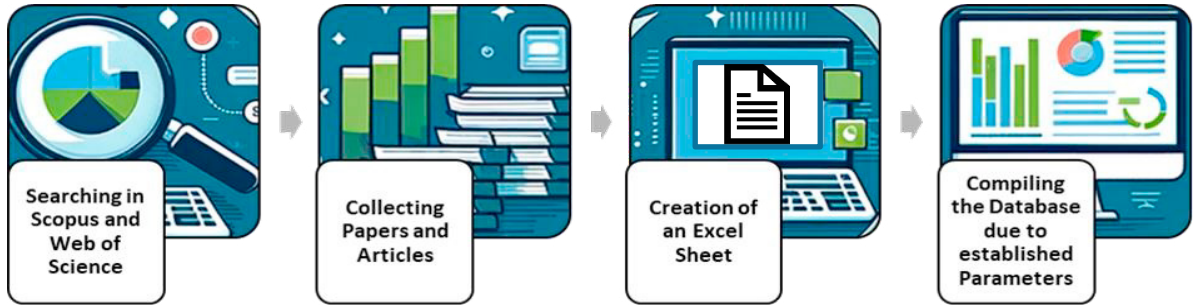 Searching in
Scopus and
Web of
Science
Collecting
Papers and
Articles
Creation of
an Excel
Sheet
Compiling
the Database
due to
established
Parameters